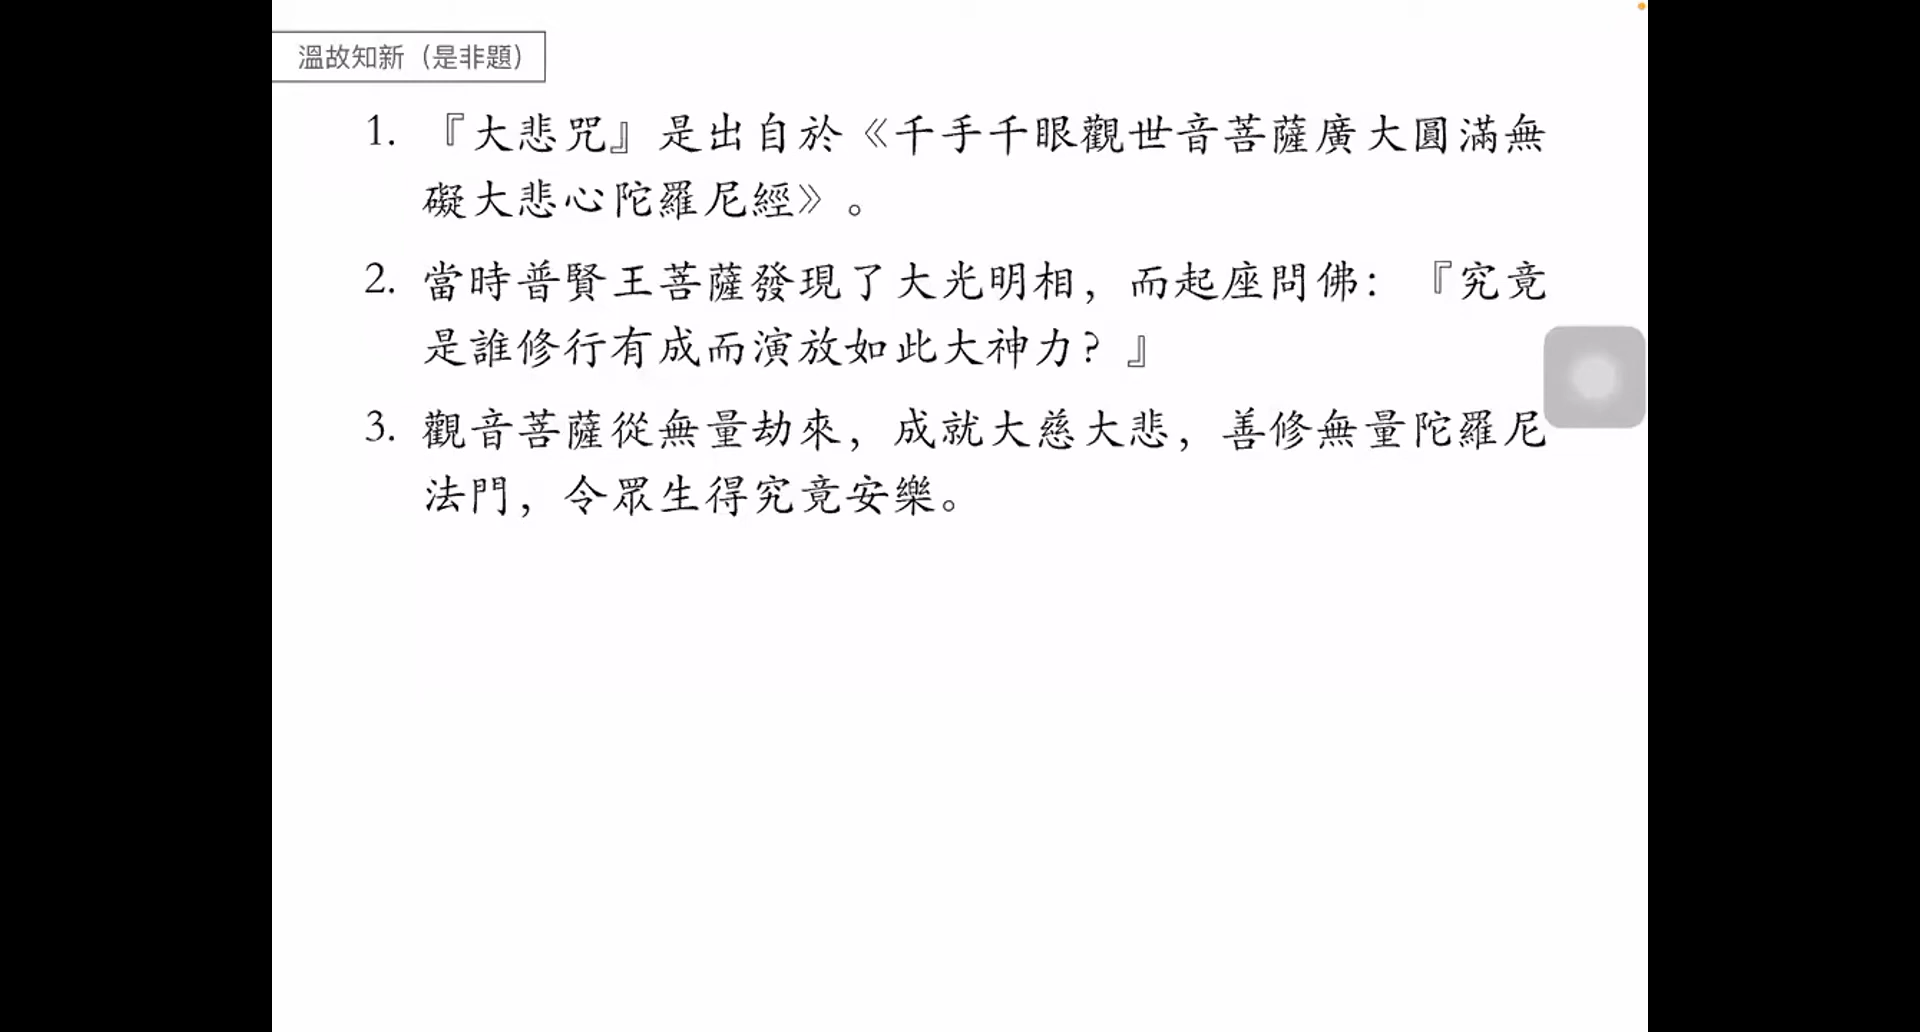 溫故知新（是非題）
1. 『大悲咒』是出自於《千手千眼觀世音菩薩廣大圓滿無
礙大悲心陀羅尼經》。
2. 當時普賢王菩薩發現了大光明相，而起座問佛：『究竟
是誰修行有成而演放如此大神力？』
3. 觀音菩薩從無量劫來，成就大慈大悲，善修無量陀羅尼
法門，令眾生得究竟安樂。